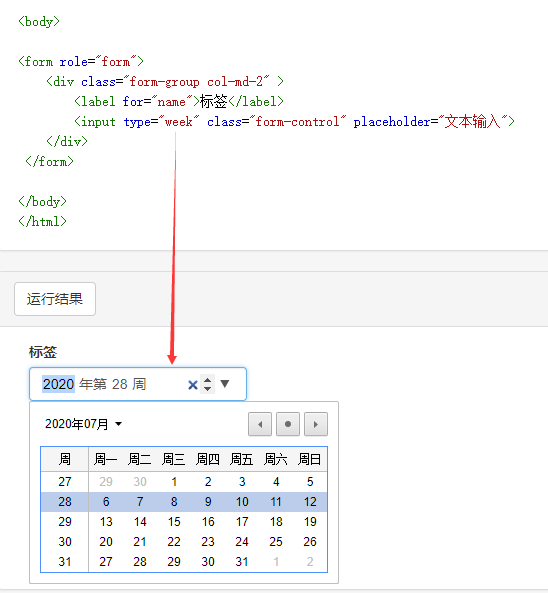 <body>
<form role="form">
<div class="form-group col-md-2" >
<label for="name">标签</label>
<input type="week" class="form-control" placeholder="文本输入">
</div>
</form>
</body>
</html>
运行结果
标签
2020 年第 28 周
2020年07月
周 周一 周二 周三 周四 周五 周六 周日
27 29 30 1 2 3 4 5
28 6 7 8 9 10 11 12
29 13 14 15 16 17 18 19
30 20 21 22 23 24 25 26
31 27 28 29 30 31 1 2